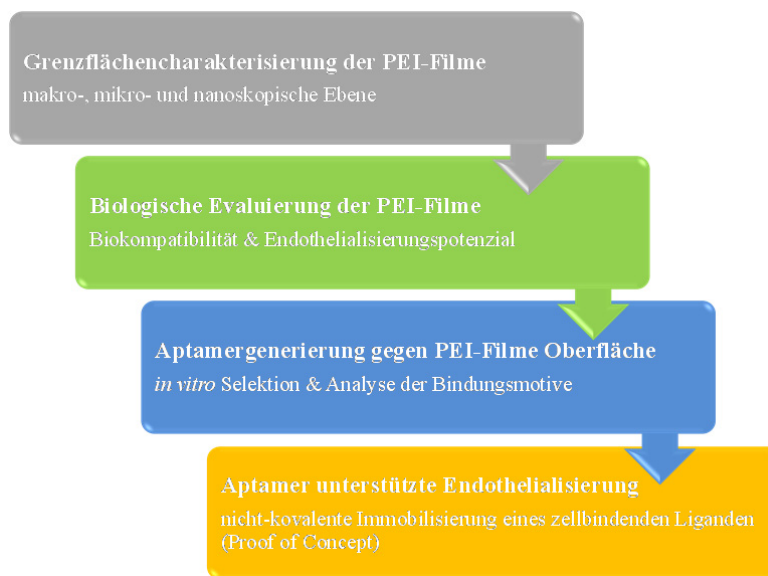 Grenzflächencharakterisierung der PEI-Filme
makro-, mikro- und nanoskopische Ebene
Biologische Evaluierung der PEI-Filme
Biokompatibilität & Endothelialisierungspotenzial
Aptamergenerierung gegen PEI-Filme Oberfläche
in vitro Selektion & Analyse der Bindungsmotive
Aptamer unterstützte Endothelialisierung
nicht-kovalente Immobilisierung eines zellbindenden Liganden
(Proof of Concept)